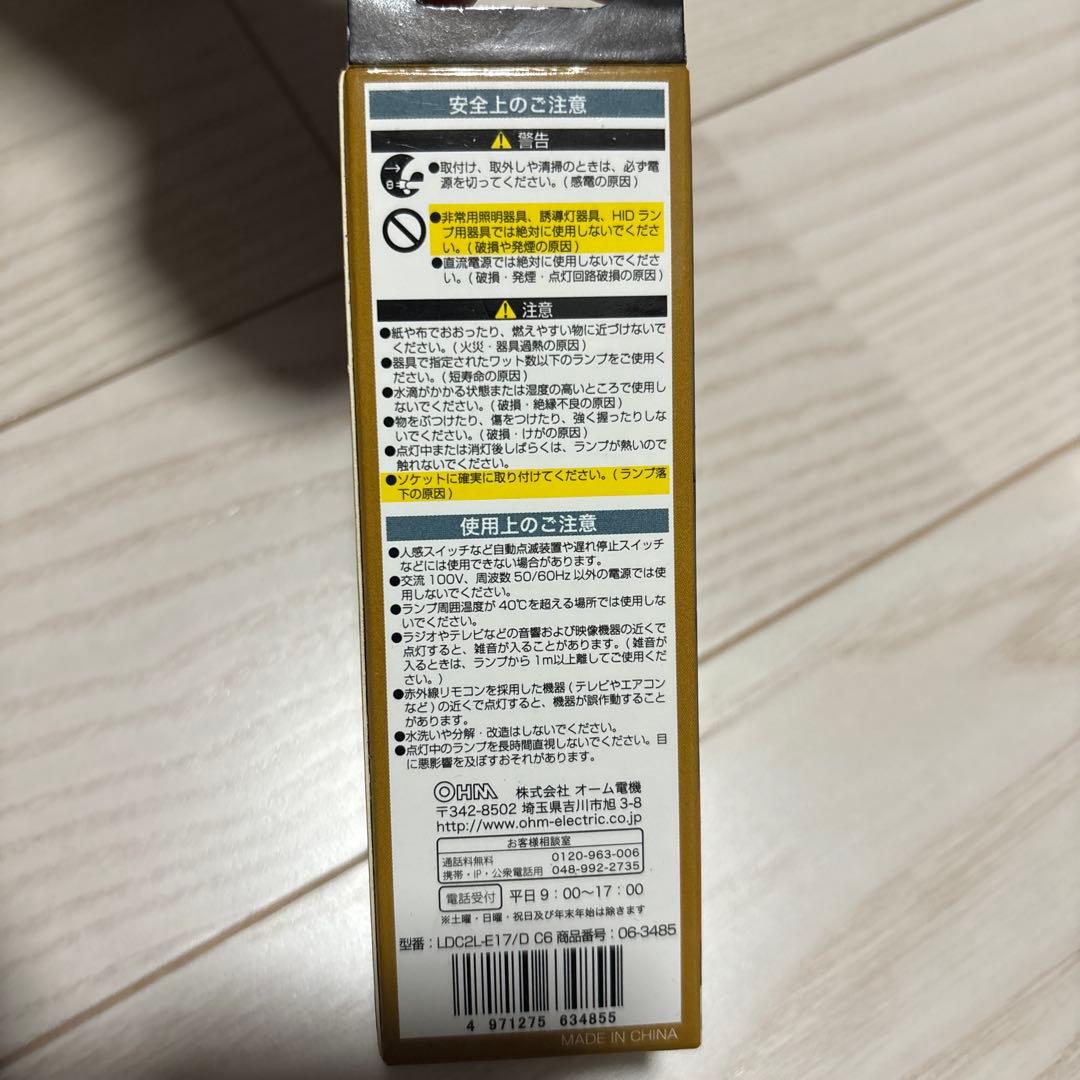 安全上のご注意
警告
●取付け、取外しや清掃のときは、必ず電
源を切ってください。(感電の原因)
●非常用照明器具、誘導灯器具、HID ラン
プ用器具では絶対に使用しないでくださ
い。(破損や発煙の原因)
●直流電源では絶対に使用しないでくださ
い。(破損・発煙・点灯回路破損の原因)
注意
●紙や布でおおったり、燃えやすい物に近づけないで
ください。(火災・器具過熱の原因)
●器具で指定されたワット数以下のランプをご使用く
ださい。(短寿命の原因)
●水滴がかかる状態または湿度の高いところで使用し
ないでください。(破損・絶縁不良の原因)
●物をぶつけたり、傷をつけたり、強く握ったりしな
いでください。(破損・けがの原因)
●点灯中または消灯後しばらくは、ランプが熱いので
触れないでください。
●ソケットに確実に取り付けてください。(ランプ落
下の原因)
使用上のご注意
●人感スイッチなど自動点滅装置や遅れ停止スイッチ
などには使用できない場合があります。
●交流 100V、周波数 50/60Hz 以外の電源では使
用しないでください。
●ランプ周囲温度が 40℃を超える場所では使用しな
いでください。
●ラジオやテレビなどの音響および映像機器の近くで
点灯すると、雑音が入ることがあります。(雑音が
入るときは、ランプから 1m以上離してご使用くだ
さい。)
●赤外線リモコンを採用した機器(テレビやエアコン
など)の近くで点灯すると、機器が誤作動すること
があります。
●水洗いや分解・改造はしないでください。
●点灯中のランプを長時間直視しないでください。目
に悪影響を及ぼすおそれがあります。
OHM 株式会社 オーム電機
〒342-8502 埼玉県吉川市旭 3-8
http://www.ohm-electric.co.jp
お客様相談室
通話料無料 0120-963-006
携帯・IP・公衆電話用 048-992-2735
電話受付 平日 9：00〜17：00
※土曜・日曜・祝日及び年末年始は除きます
型番：LDC2L-E17/D C6 商品番号：06-3485
4 971275 634855
MADE IN CHINA